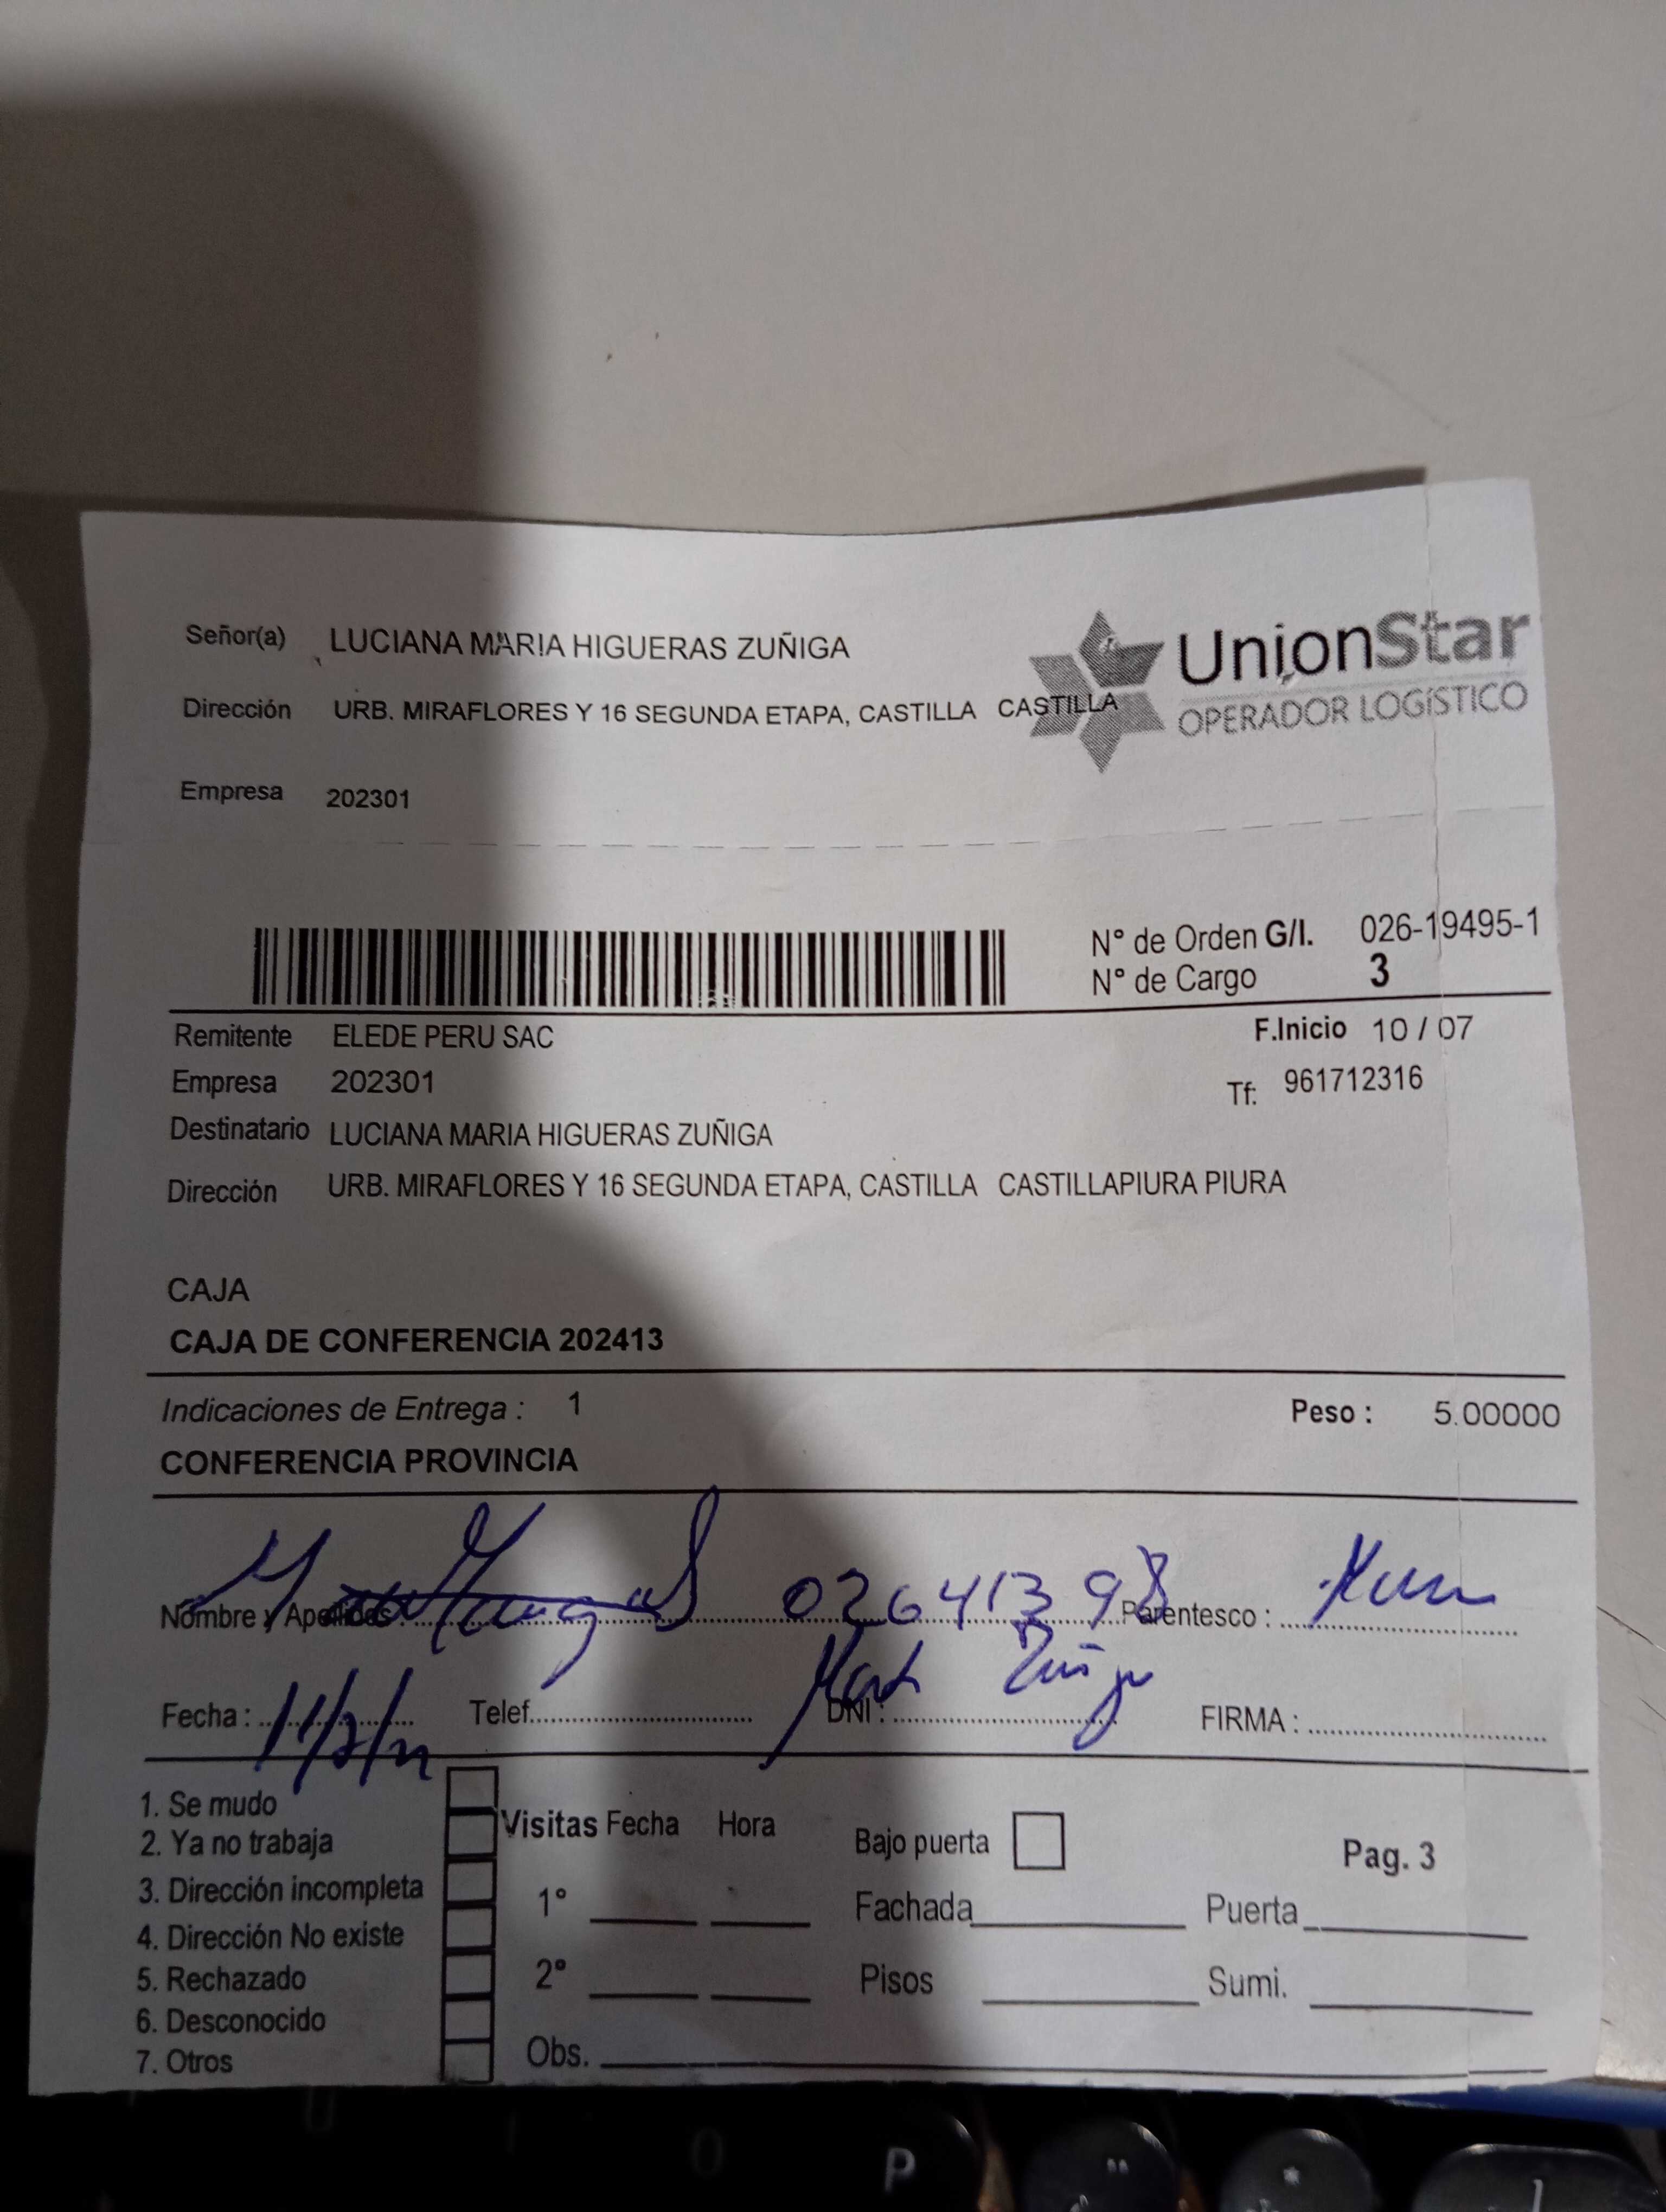 Señor(a) LUCIANA MARIA HIGUERAS ZUÑIGA
UnionStar
OPERADOR LOGÍSTICO
Dirección URB. MIRAFLORES Y 16 SEGUNDA ETAPA, CASTILLA CASTILLA
Empresa 202301
N° de Orden G/I. 026-19495-1
N° de Cargo 3
Remitente ELEDE PERU SAC F.Inicio 10 / 07
Empresa 202301 Tf: 961712316
Destinatario LUCIANA MARIA HIGUERAS ZUÑIGA
Dirección URB. MIRAFLORES Y 16 SEGUNDA ETAPA, CASTILLA CASTILLAPIURA PIURA
CAJA
CAJA DE CONFERENCIA 202413
Indicaciones de Entrega : 1 Peso : 5.00000
CONFERENCIA PROVINCIA
Nombre y Apellidos : 02641398 Parentesco :
Fecha : Telef. DNI : FIRMA :
1. Se mudo
2. Ya no trabaja
3. Dirección incompleta
4. Dirección No existe
5. Rechazado
6. Desconocido
7. Otros
Visitas Fecha Hora Bajo puerta Pag. 3
1° Fachada Puerta
2° Pisos Sumi.
Obs.
P